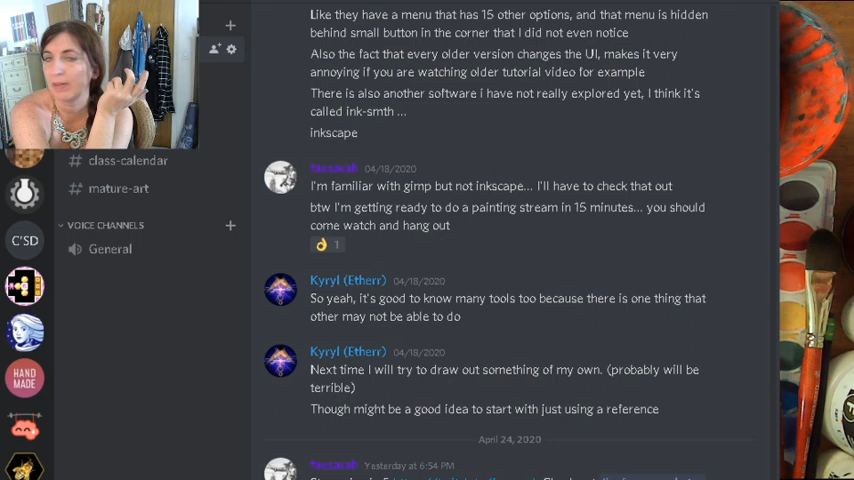 Like they have a menu that has 15 other options, and that menu is hidden
behind small button in the corner that I did not even notice
Also the fact that every older version changes the UI, makes it very
annoying if you are watching older tutorial video for example
There is also another software i have not really explored yet, I think it's
called ink-smth ...
inkscape
class-calendar
04/18/2020
mature-art
I'm familiar with gimp but not inkscape... I'll have to check that out
btw I'm getting ready to do a painting stream in 15 minutes... you should
come watch and hang out
VOICE CHANNELS
C'SD
General
1
Kyryl (Etherr) 04/18/2020
So yeah, it's good to know many tools too because there is one thing that
other may not be able to do
Kyryl (Etherr) 04/18/2020
Next time I will try to draw out something of my own. (probably will be
terrible)
HAND
MADE
Though might be a good idea to start with just using a reference
April 24, 2020
Yesterday at 6:54 PM